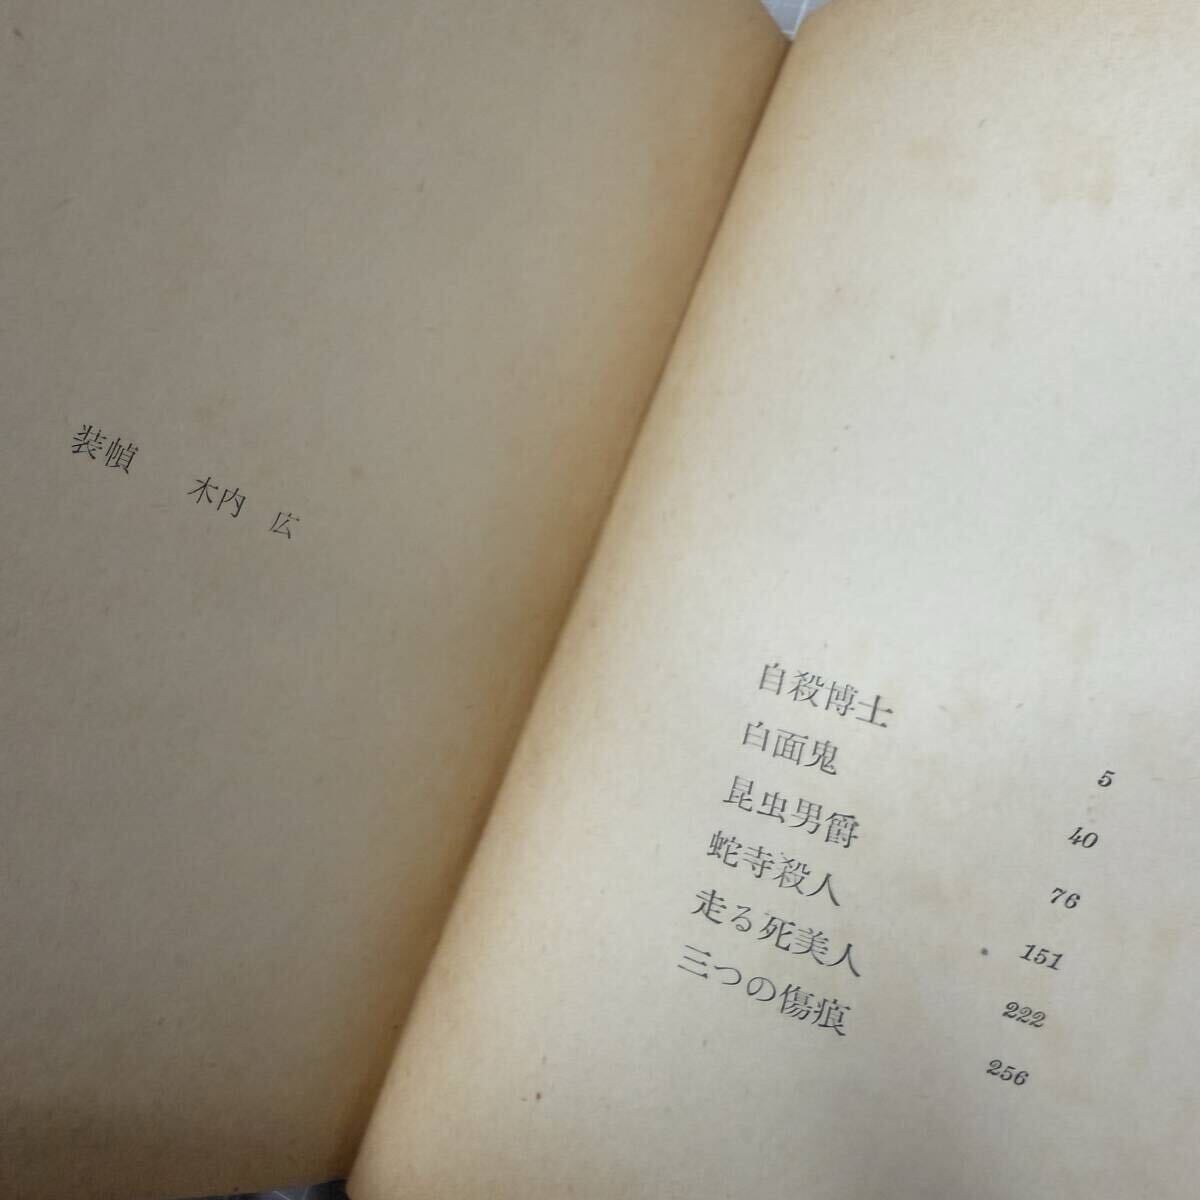 装幀 木内 広
自殺博士 5
白面鬼 40
昆虫男爵 76
蛇寺殺人 151
走る死美人 222
三つの傷痕 256